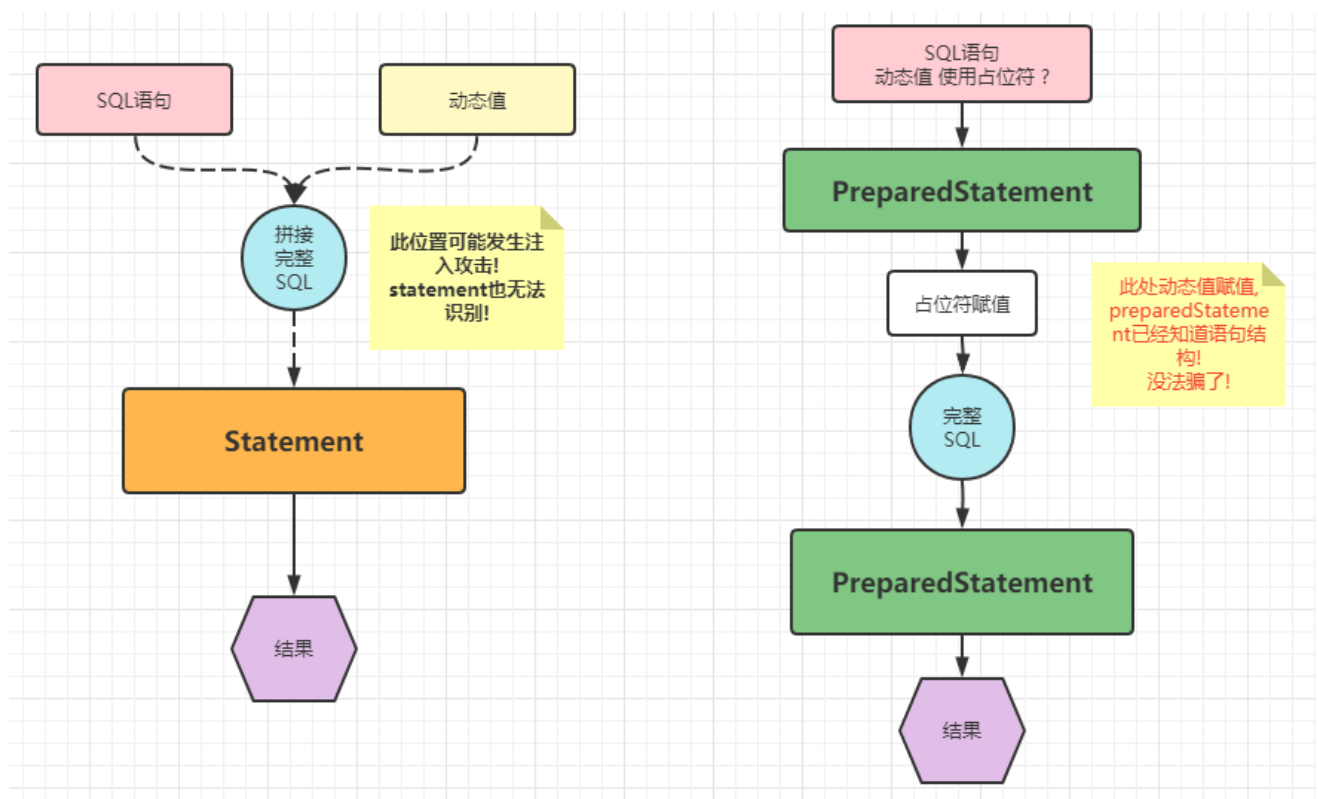 SQL语句
动态值
拼接
完整
SQL
此位置可能发生注
入攻击!
statement也无法
识别!
Statement
结果
SQL语句
动态值 使用占位符 ?
PreparedStatement
占位符赋值
此处动态值赋值,
preparedStateme
nt已经知道语句结
构!
没法骗了!
完整
SQL
PreparedStatement
结果